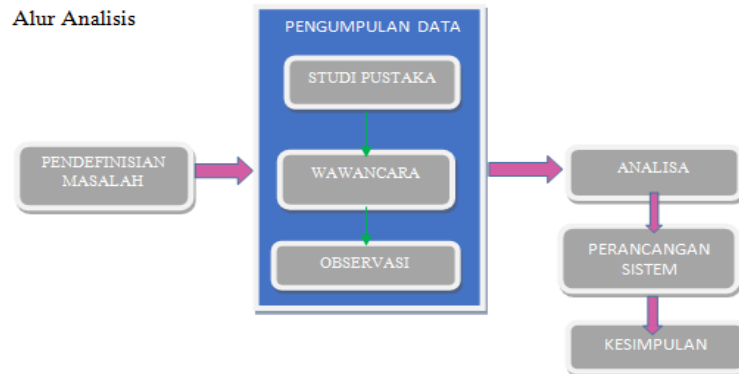 Alur Analisis
PENGUMPULAN DATA
STUDI PUSTAKA
PENDEFINISIAN
MASALAH
WAWANCARA
OBSERVASI
ANALISA
PERANCANGAN
SISTEM
KESIMPULAN